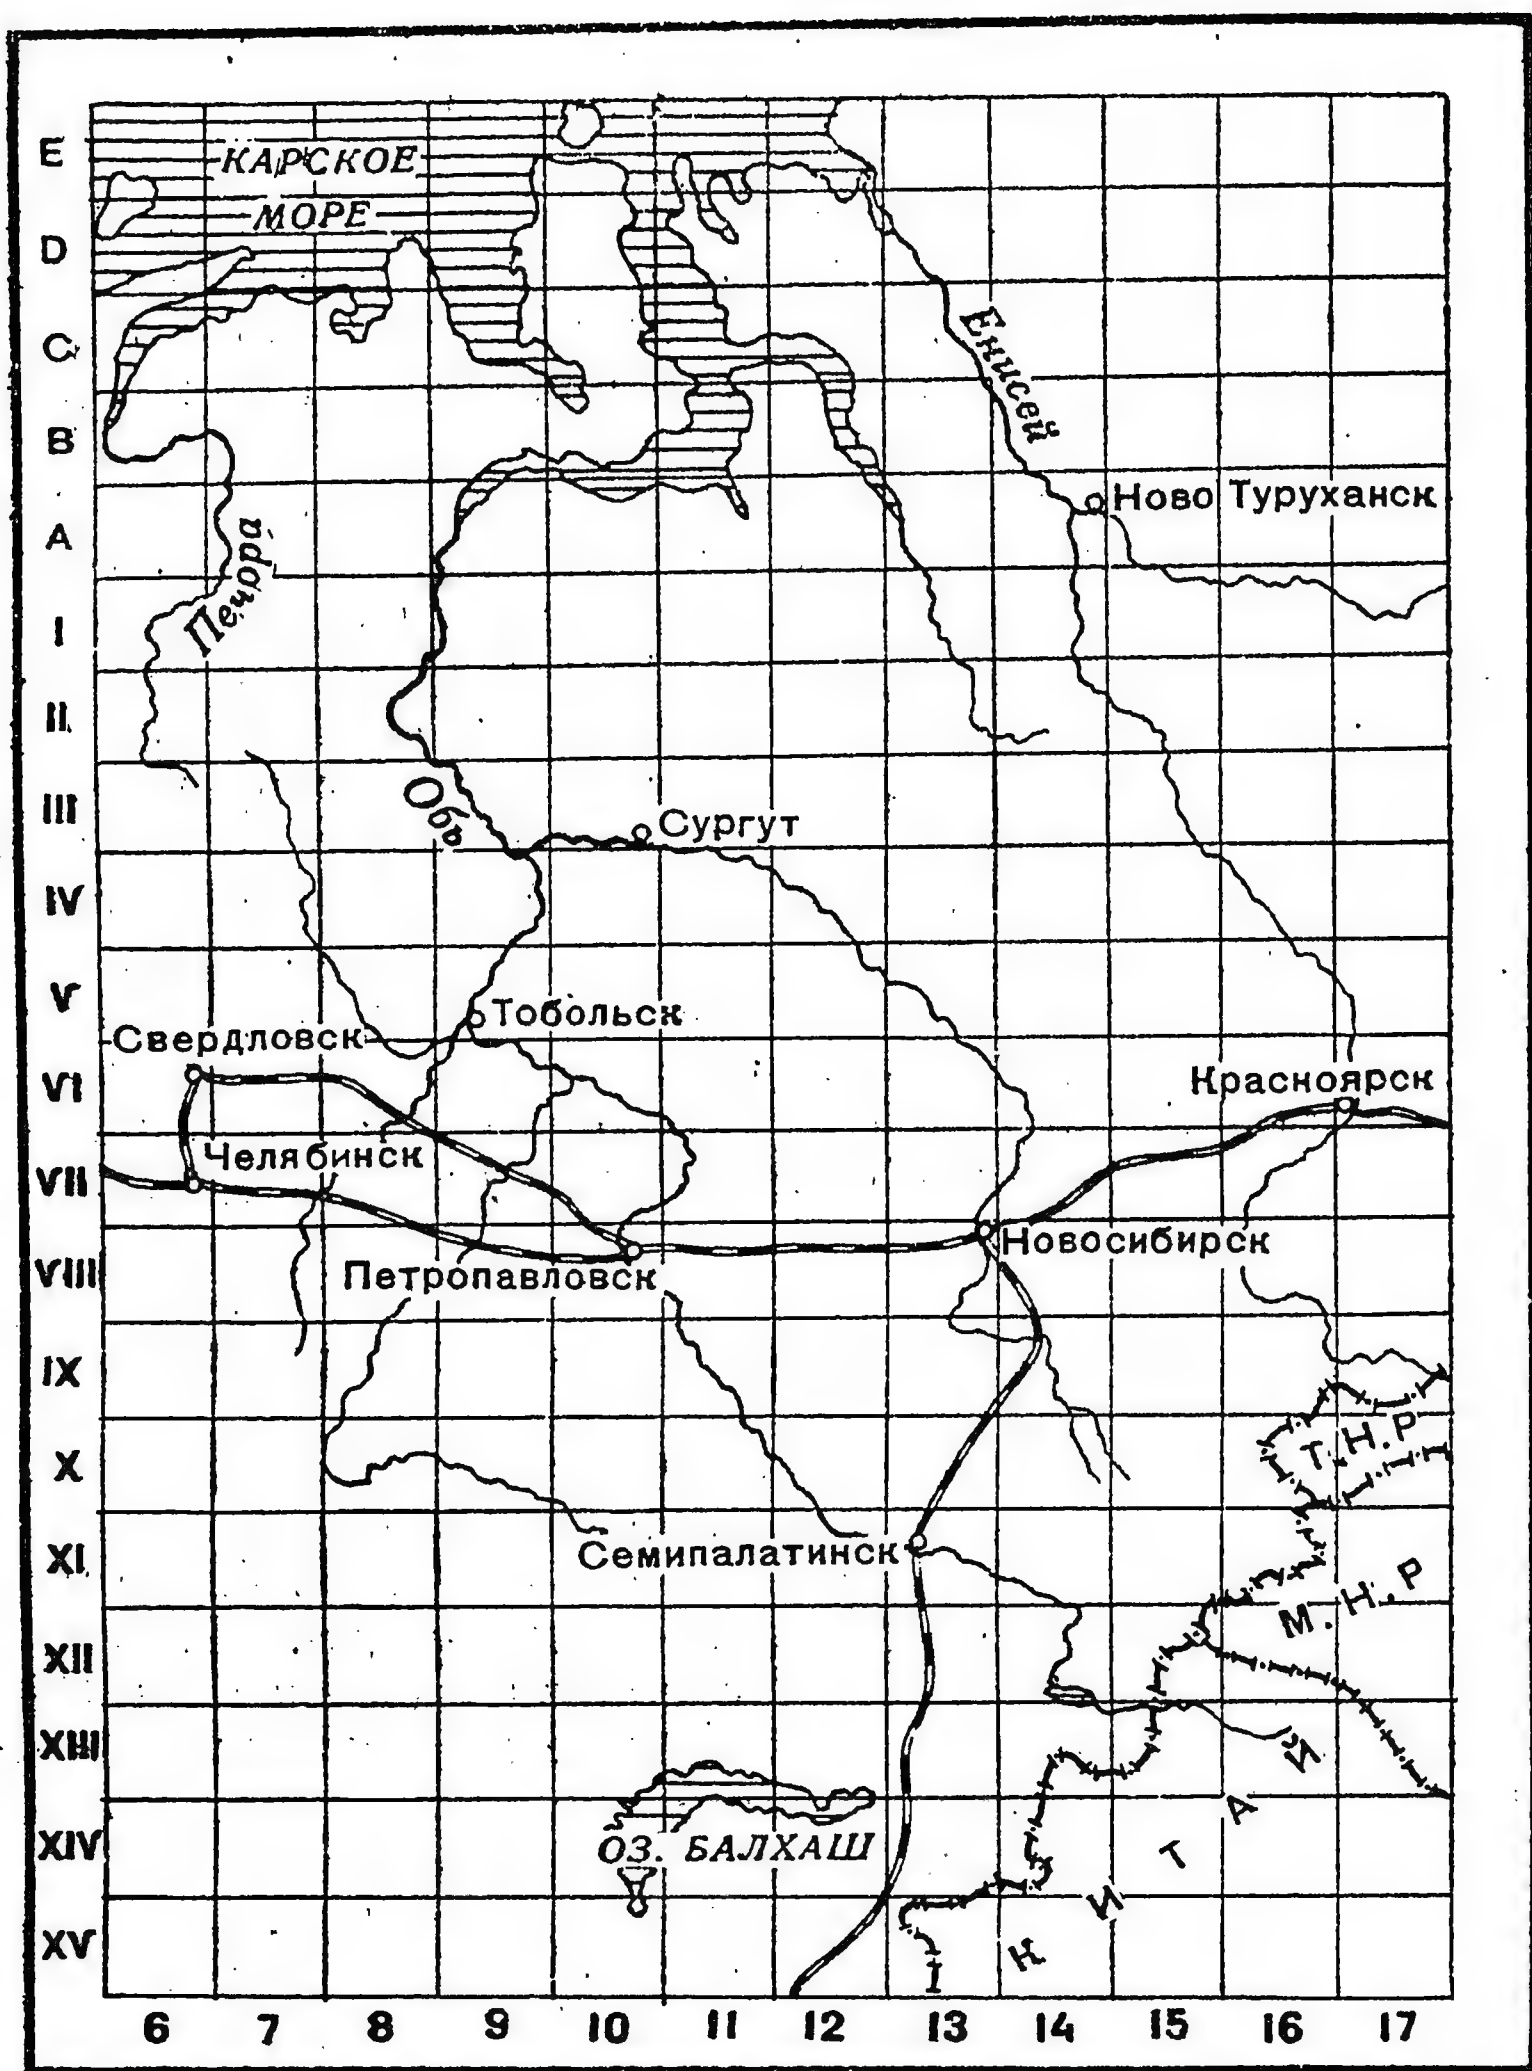 E
КАРСКОЕ
МОРЕ
D
C
Енисей
B
Ново Туруханск
A
Печора
I
II
Обь
III
Сургут
IV
V
Тобольск
Свердловск
VI
Красноярск
Челябинск
VII
Новосибирск
VIII
Петропавловск
IX
Т.Н.Р
X
Семипалатинск
XI
М.Н.Р
XII
XIII
КИТАЙ
XIV
ОЗ. БАЛХАШ
XV
6 7 8 9 10 11 12 13 14 15 16 17